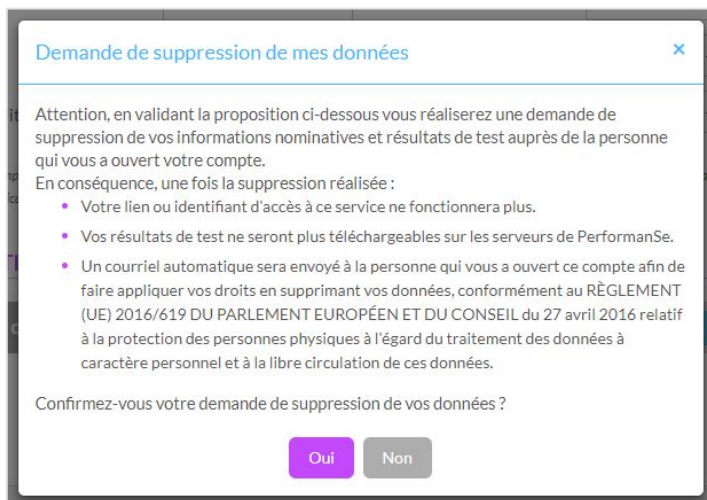 Demande de suppression de mes données
×
Attention, en validant la proposition ci-dessous vous réaliserez une demande de
suppression de vos informations nominatives et résultats de test auprès de la personne
qui vous a ouvert votre compte.
En conséquence, une fois la suppression réalisée :
• Votre lien ou identifiant d'accès à ce service ne fonctionnera plus.
• Vos résultats de test ne seront plus téléchargeables sur les serveurs de PerformanSe.
• Un courriel automatique sera envoyé à la personne qui vous a ouvert ce compte afin de
faire appliquer vos droits en supprimant vos données, conformément au RÈGLEMENT
(UE) 2016/619 DU PARLEMENT EUROPÉEN ET DU CONSEIL du 27 avril 2016 relatif
à la protection des personnes physiques à l'égard du traitement des données à
caractère personnel et à la libre circulation de ces données.
Confirmez-vous votre demande de suppression de vos données ?
Oui
Non